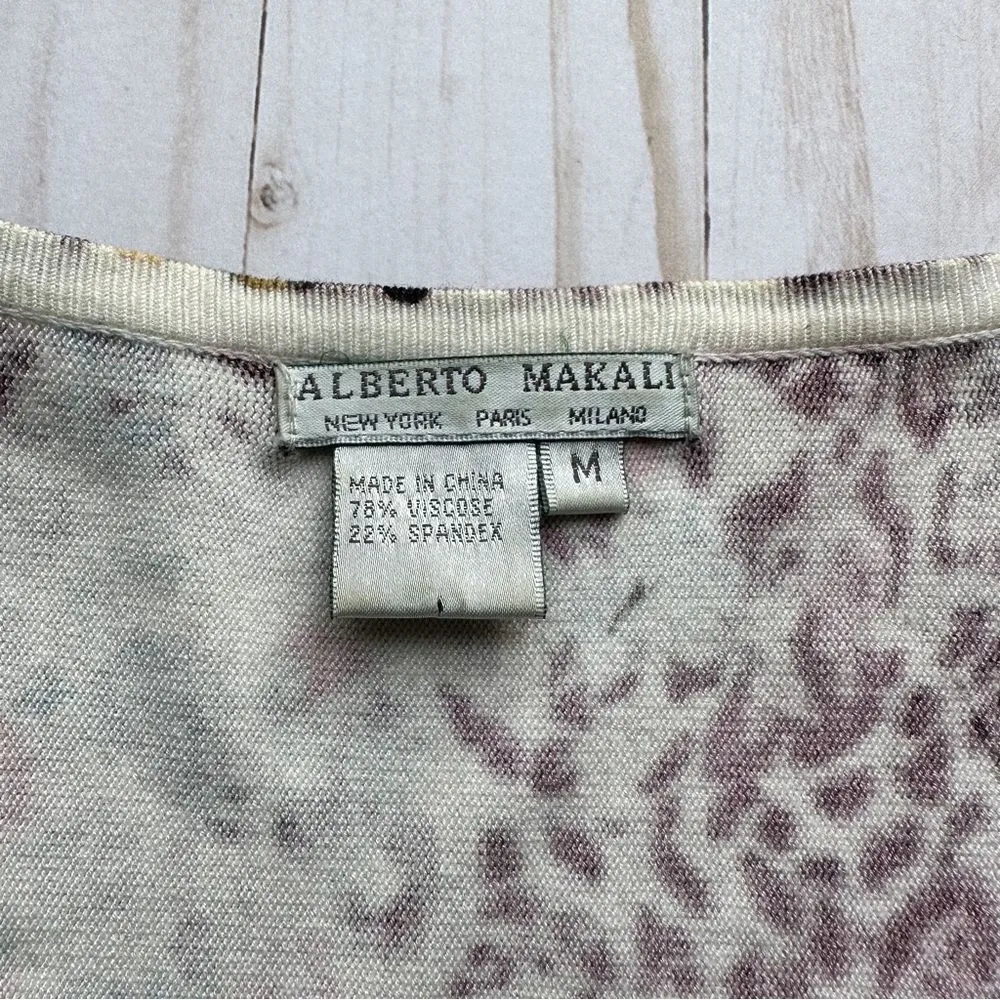 ALBERTO MAKALI
NEW YORK PARIS MILANO
M
MADE IN CHINA
78% VISCOSE
22% SPANDEX